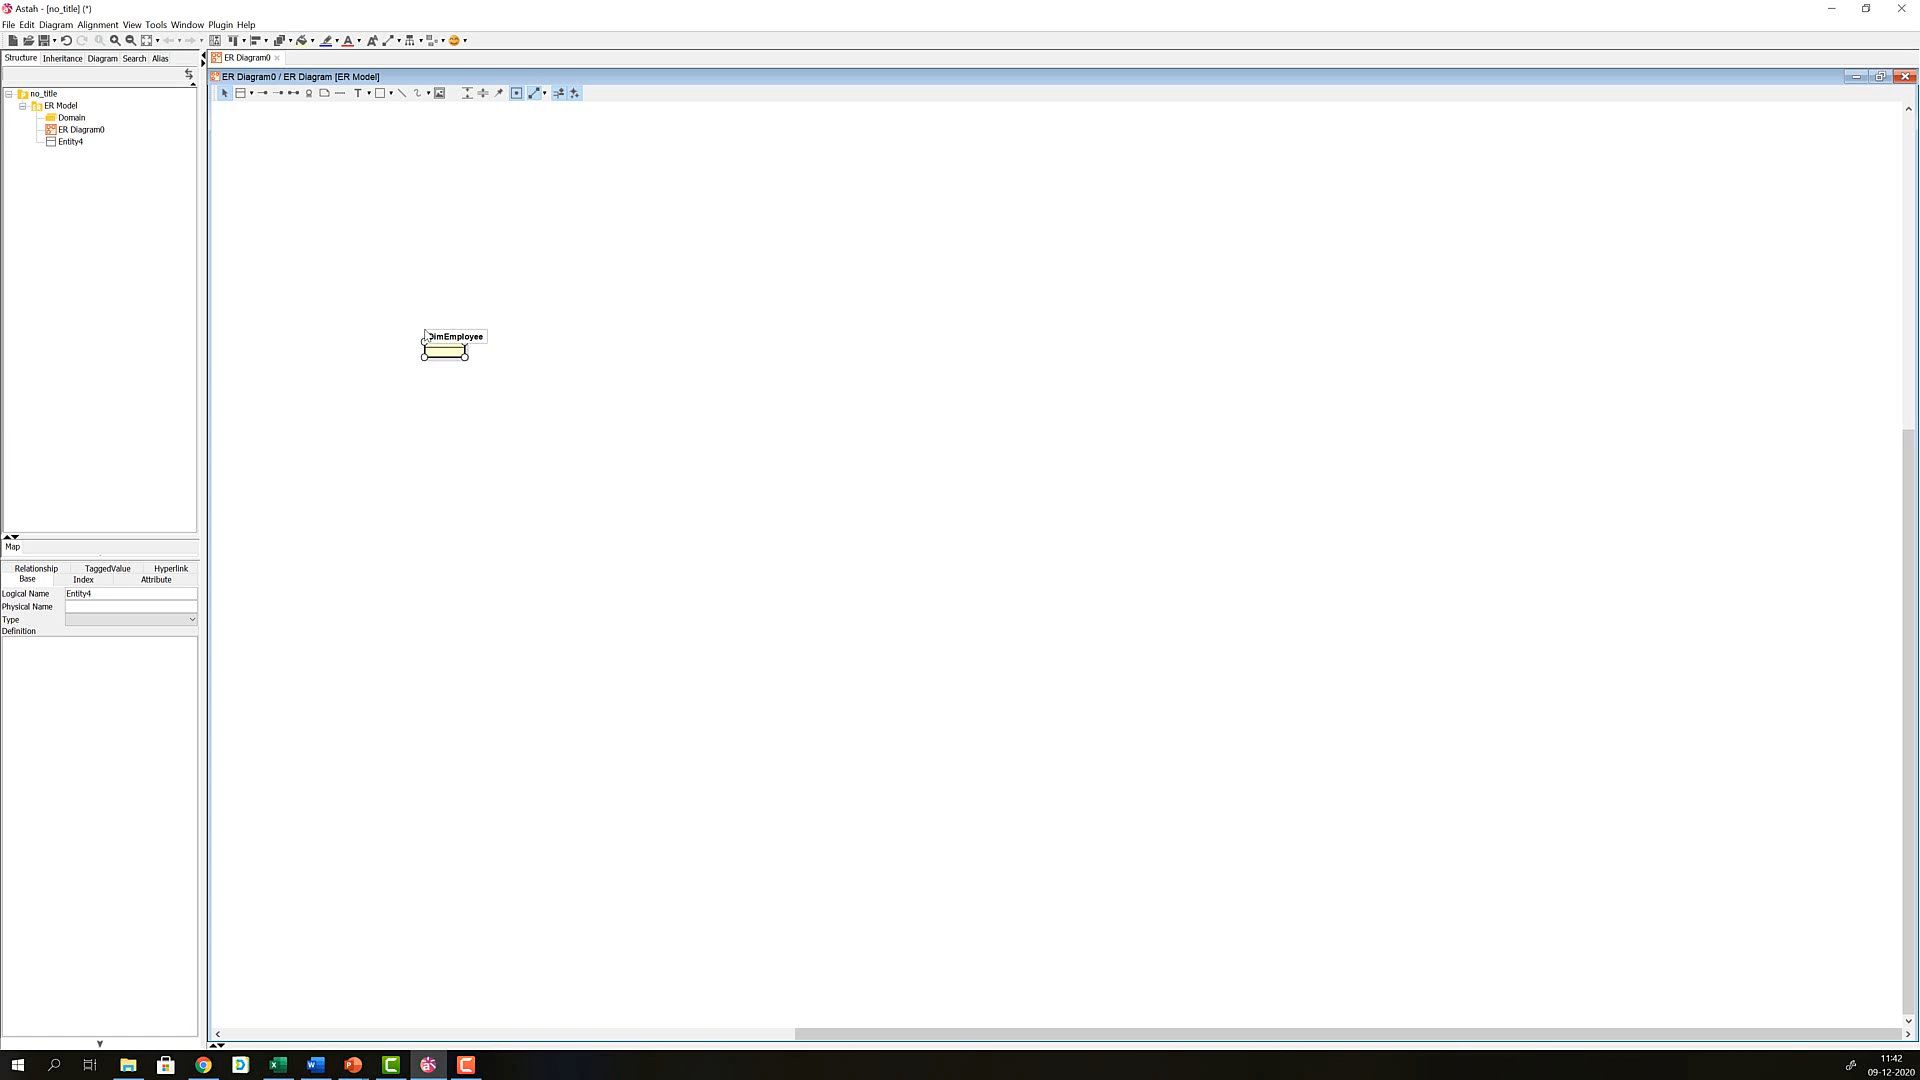 Astah - [no_title] (*)
File Edit Diagram Alignment View Tools Window Plugin Help
Structure Inheritance Diagram Search Alias
ER Diagram0
ER Diagram0 / ER Diagram [ER Model]
no_title
ER Model
Domain
ER Diagram0
Entity4
DimEmployee
Map
Relationship TaggedValue Hyperlink
Base Index Attribute
Logical Name Entity4
Physical Name
Type
Definition
11:42
09-12-2020